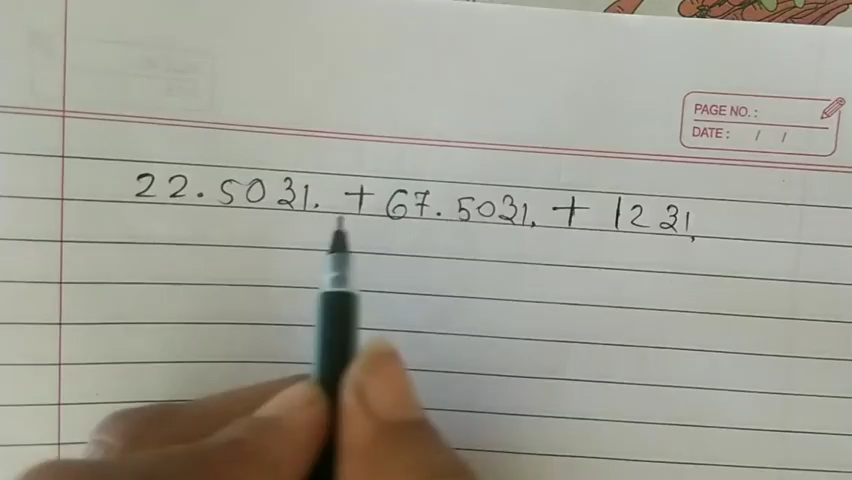 22.5031. + 67.5031. + 1231.
PAGE NO. :
DATE : / /